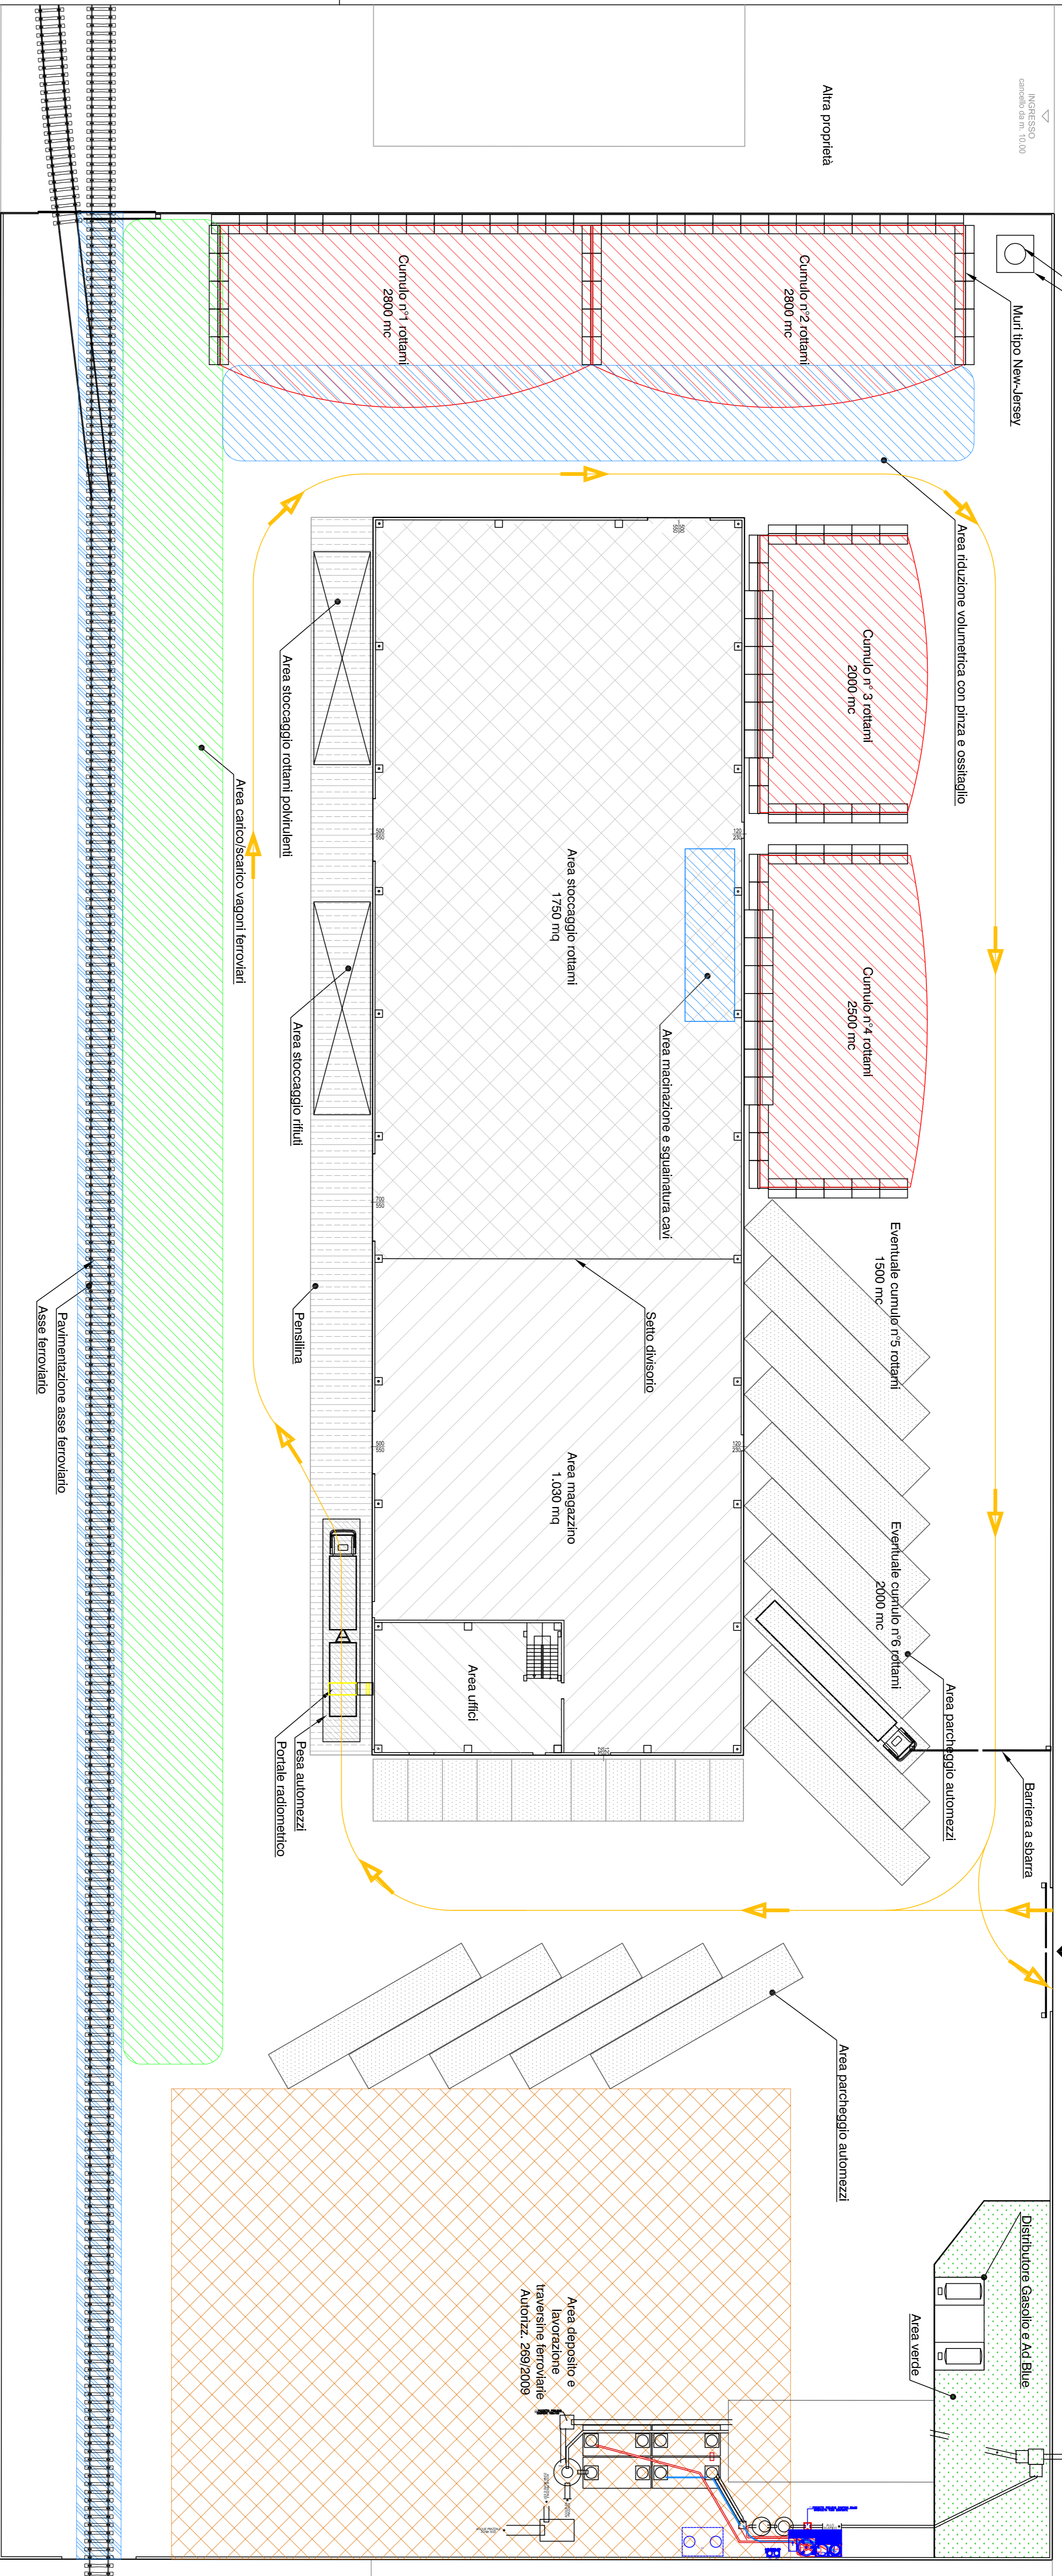 INGRESSO
cancello da m. 10.00
Altra proprietà
Muri tipo New-Jersey
Cumulo n°2 rottami
2800 mc
Cumulo n°1 rottami
2800 mc
Area riduzione volumetrica con pinza e ossitaglio
Cumulo n° 3 rottami
2000 mc
Cumulo n°4 rottami
2500 mc
Area stoccaggio rottami polvirulenti
Area carico/scarico vagoni ferroviari
Area stoccaggio rottami
1750 mq
Area macinazione e sguainatura cavi
Area stoccaggio rifiuti
Eventuale cumulo n°5 rottami
1500 mc
Setto divisorio
Pensilina
Pavimentazione asse ferroviario
Asse ferroviario
Area magazzino
1.030 mq
Eventuale cumulo n°6 rottami
2000 mc
Area uffici
Area parcheggio automezzi
Barriera a sbarra
Pesa automezzi
Portale radiometrico
Area parcheggio automezzi
Distributore Gasolio e Ad Blue
Area verde
Area deposito e
lavorazione
traversine ferroviarie
Autorizz. 269/2009